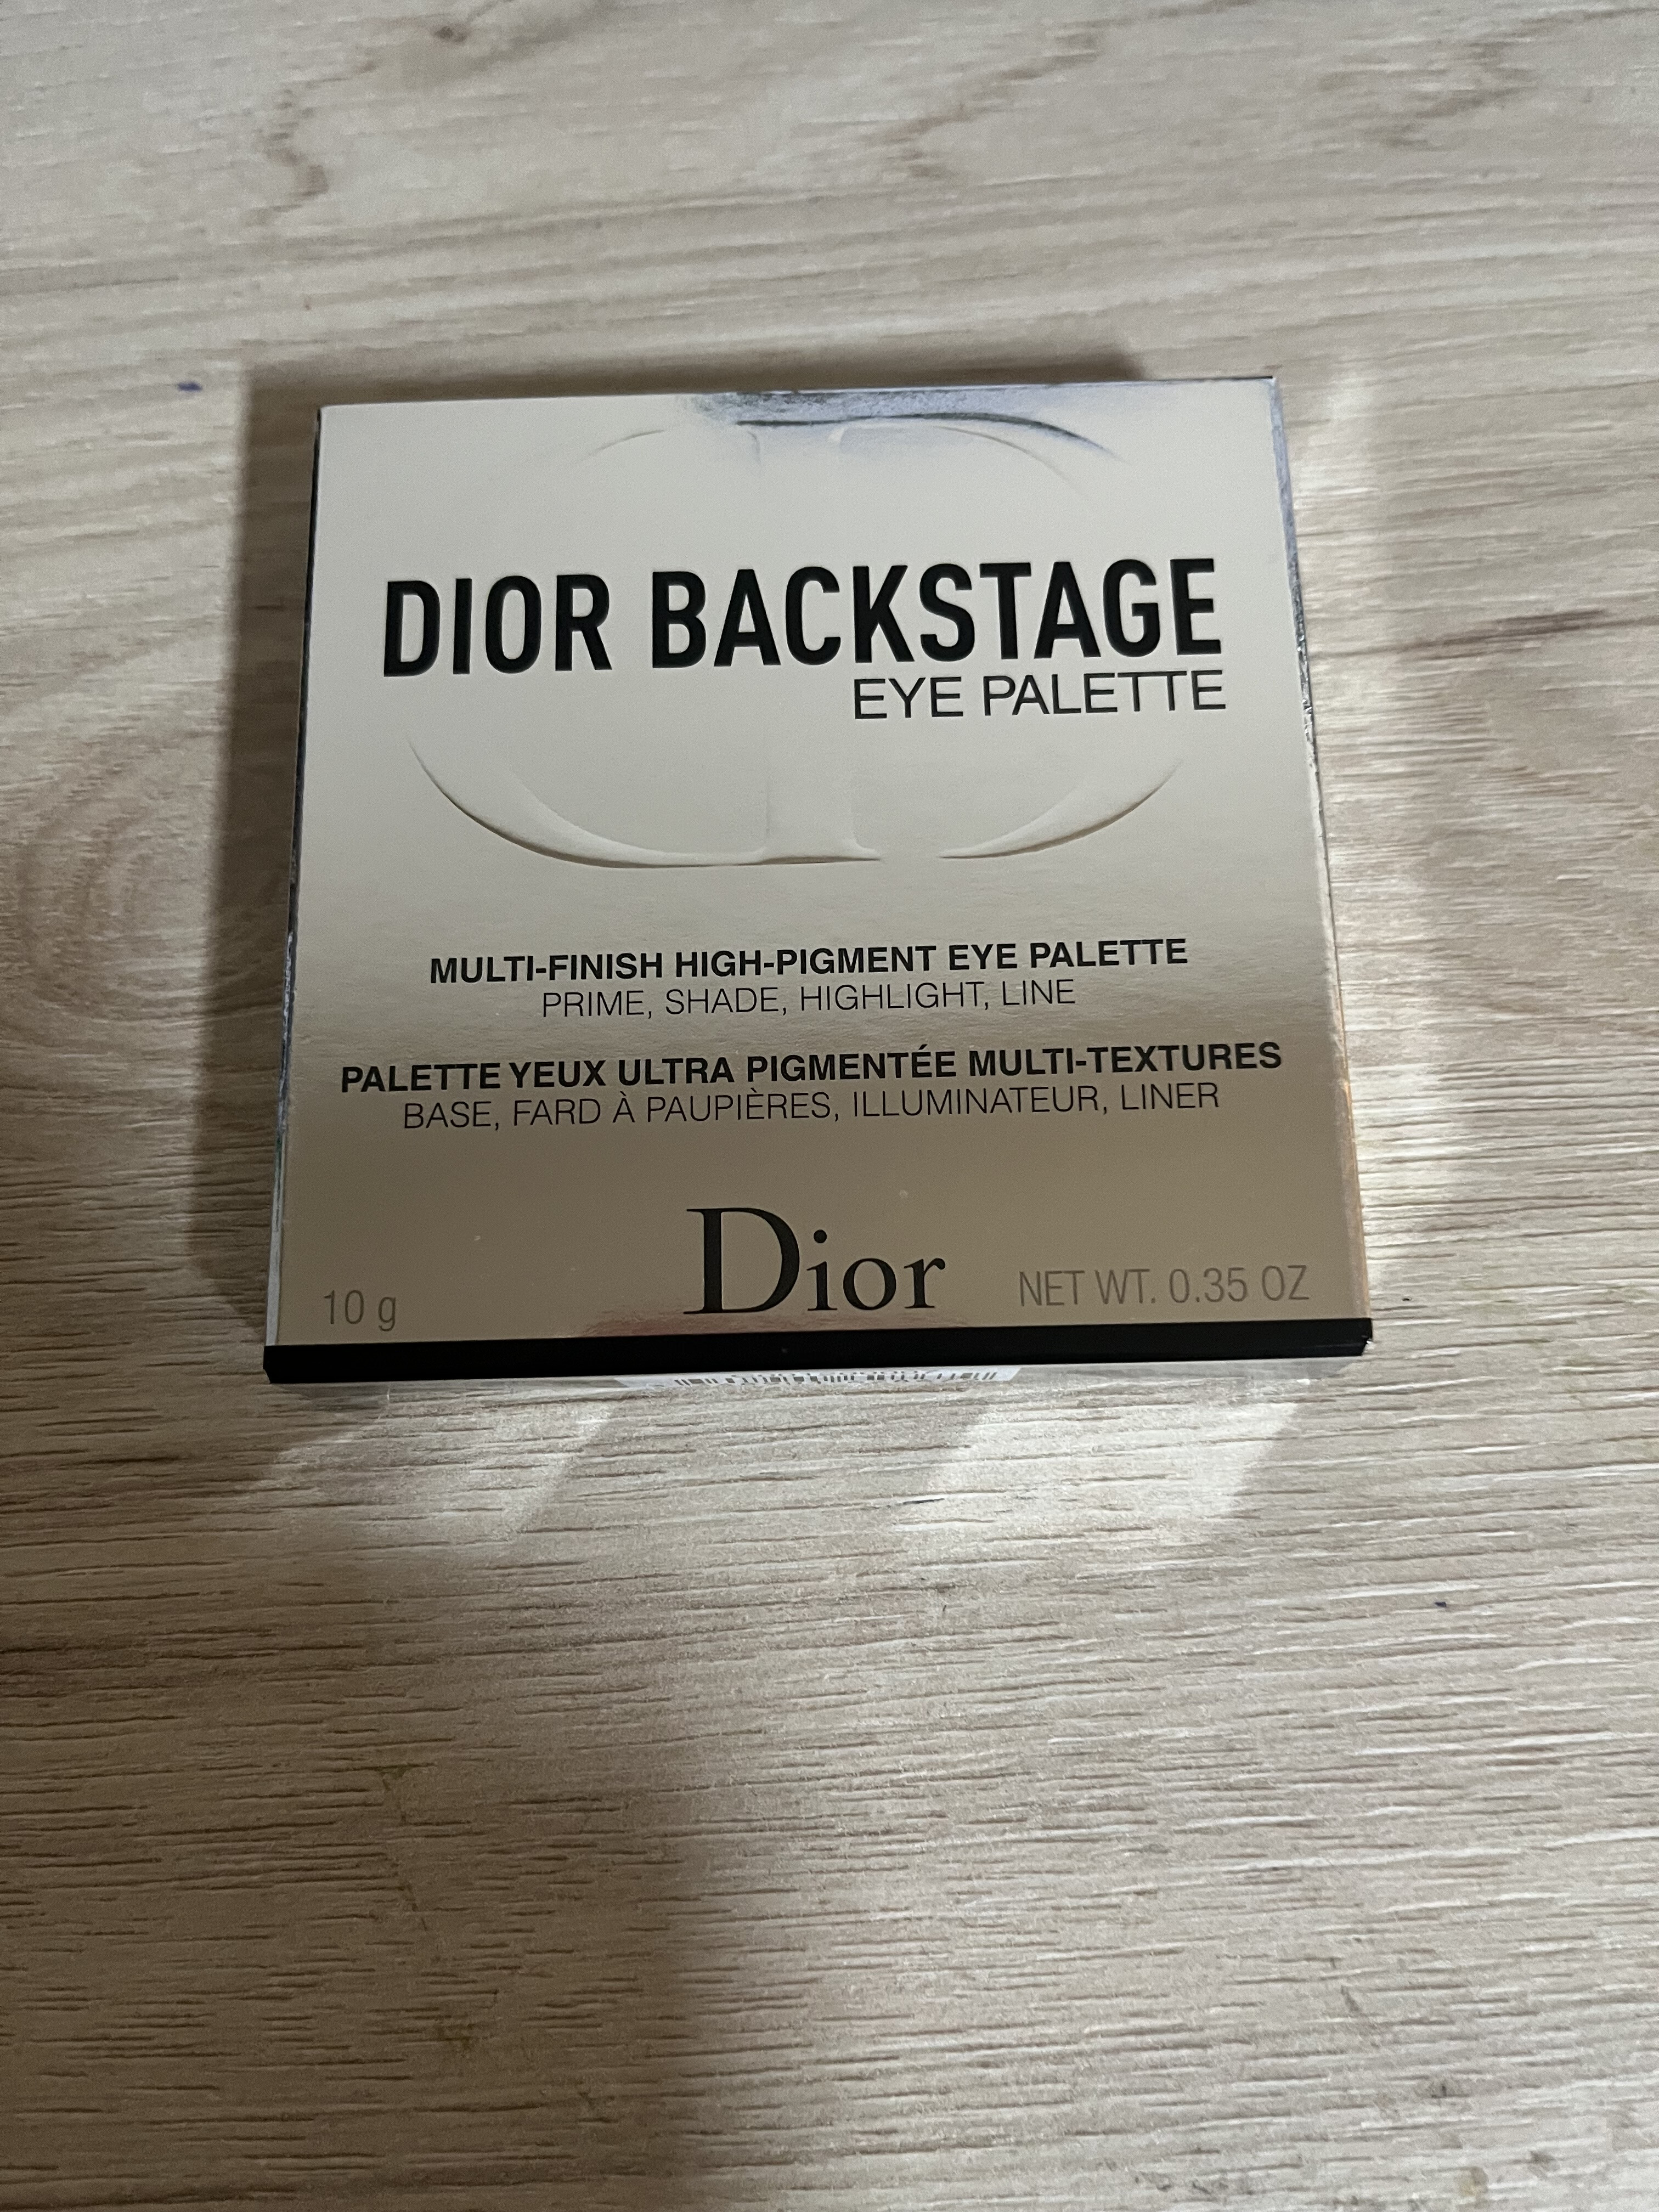 DIOR BACKSTAGE
EYE PALETTE
MULTI-FINISH HIGH-PIGMENT EYE PALETTE
PRIME, SHADE, HIGHLIGHT, LINE
PALETTE YEUX ULTRA PIGMENTÉE MULTI-TEXTURES
BASE, FARD À PAUPIÈRES, ILLUMINATEUR, LINER
Dior
10 g
NET WT. 0.35 OZ